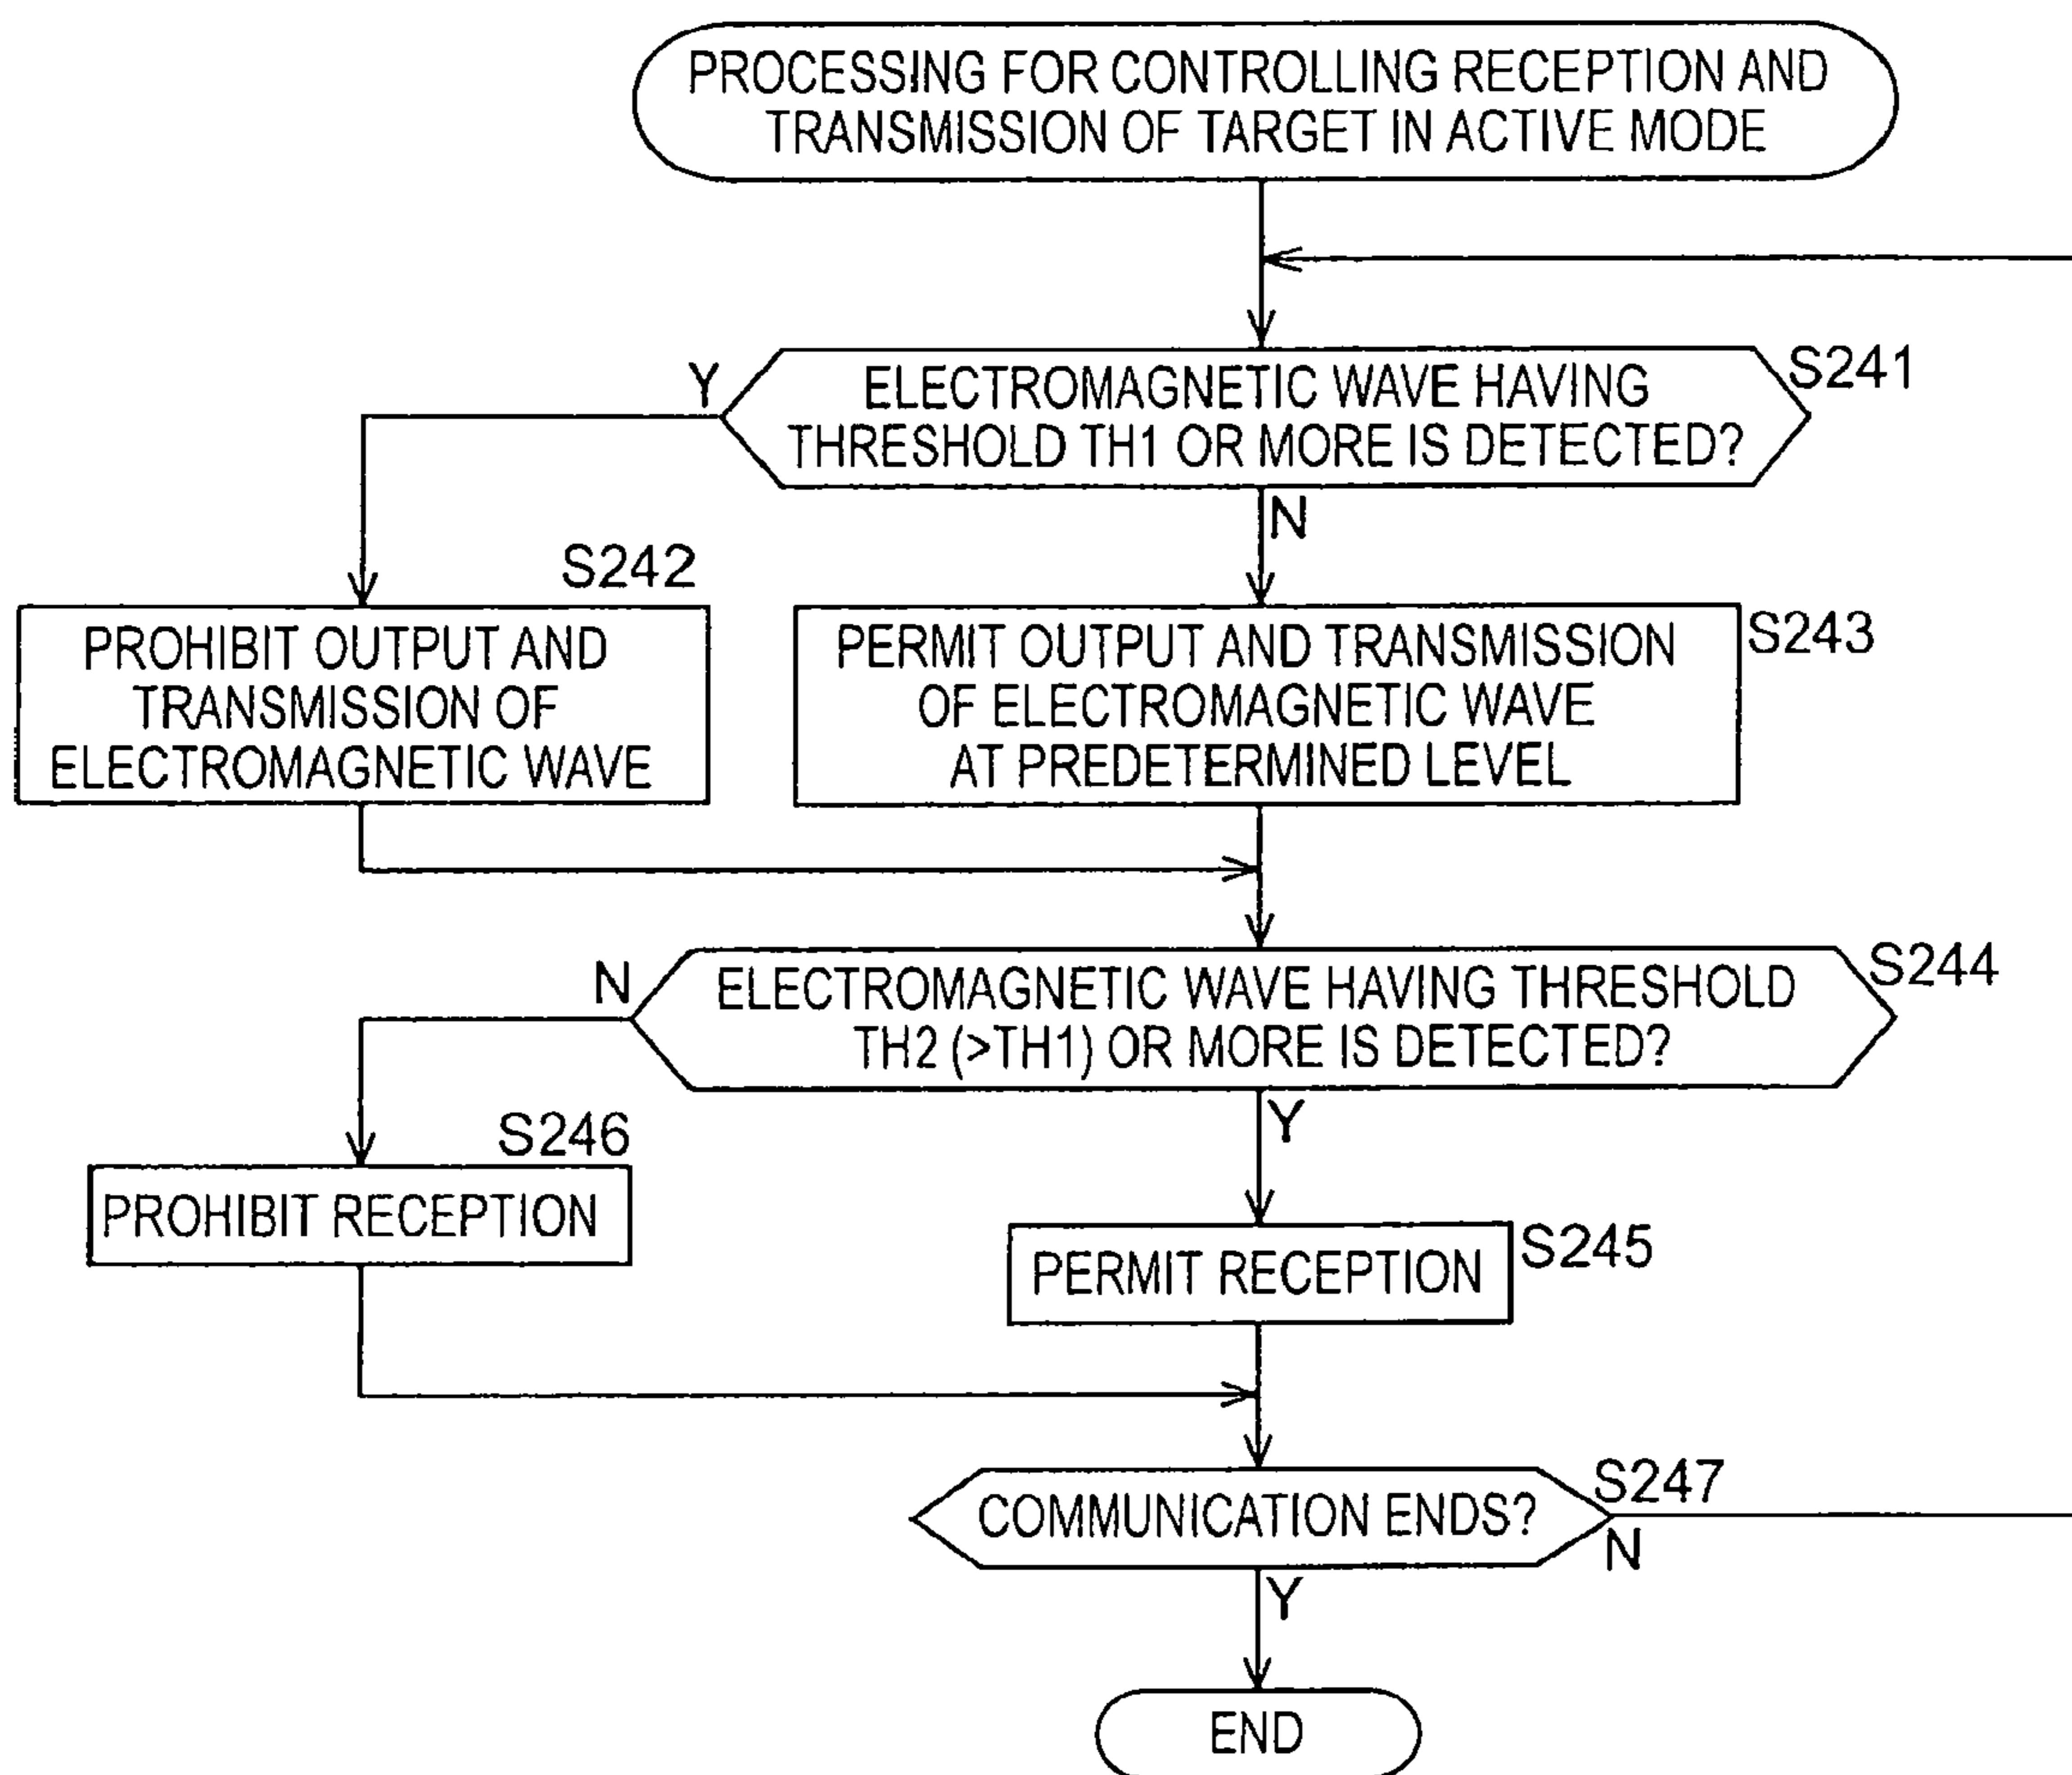 PROCESSING FOR CONTROLLING RECEPTION AND
TRANSMISSION OF TARGET IN ACTIVE MODE
Y
ELECTROMAGNETIC WAVE HAVING
THRESHOLD TH1 OR MORE IS DETECTED?
S241
N
S242
PROHIBIT OUTPUT AND
TRANSMISSION OF
ELECTROMAGNETIC WAVE
PERMIT OUTPUT AND TRANSMISSION
OF ELECTROMAGNETIC WAVE
AT PREDETERMINED LEVEL
S243
N
ELECTROMAGNETIC WAVE HAVING THRESHOLD
TH2 (>TH1) OR MORE IS DETECTED?
S244
Y
S246
PROHIBIT RECEPTION
PERMIT RECEPTION
S245
COMMUNICATION ENDS?
S247
N
Y
END